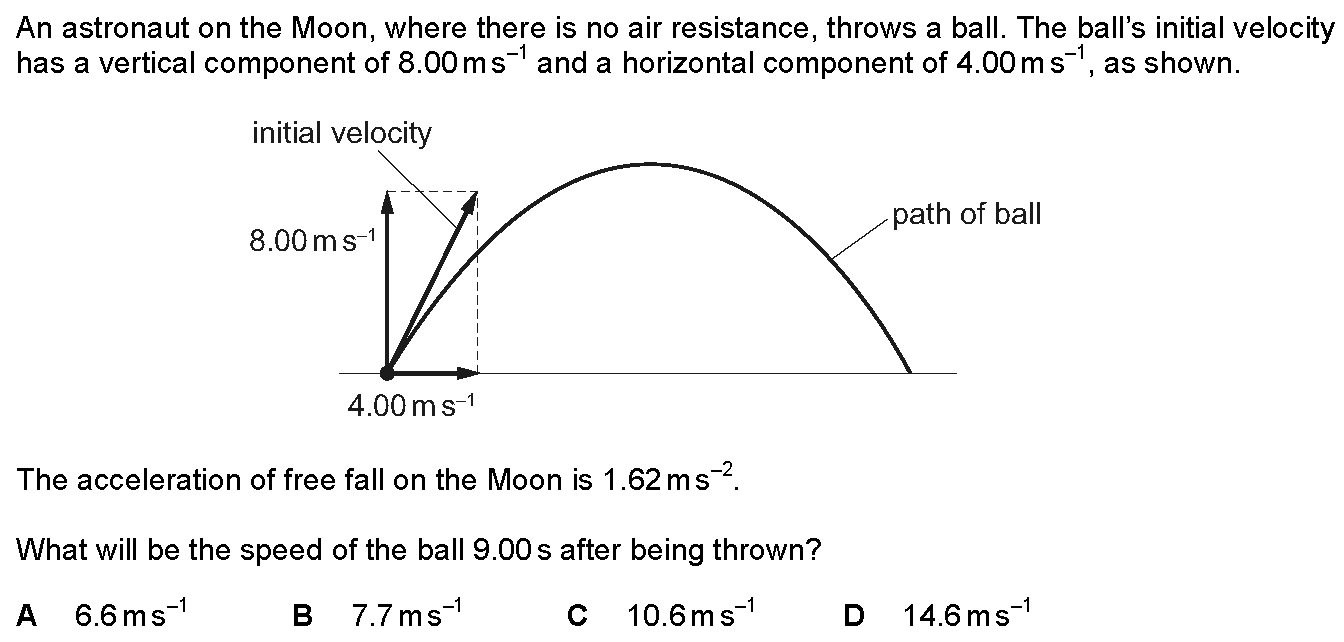 An astronaut on the Moon, where there is no air resistance, throws a ball. The ball’s initial velocity
has a vertical component of 8.00 m s⁻¹ and a horizontal component of 4.00 m s⁻¹, as shown.
initial velocity
path of ball
8.00 m s⁻¹
4.00 m s⁻¹
The acceleration of free fall on the Moon is 1.62 m s⁻².
What will be the speed of the ball 9.00 s after being thrown?
A 6.6 m s⁻¹ B 7.7 m s⁻¹ C 10.6 m s⁻¹ D 14.6 m s⁻¹